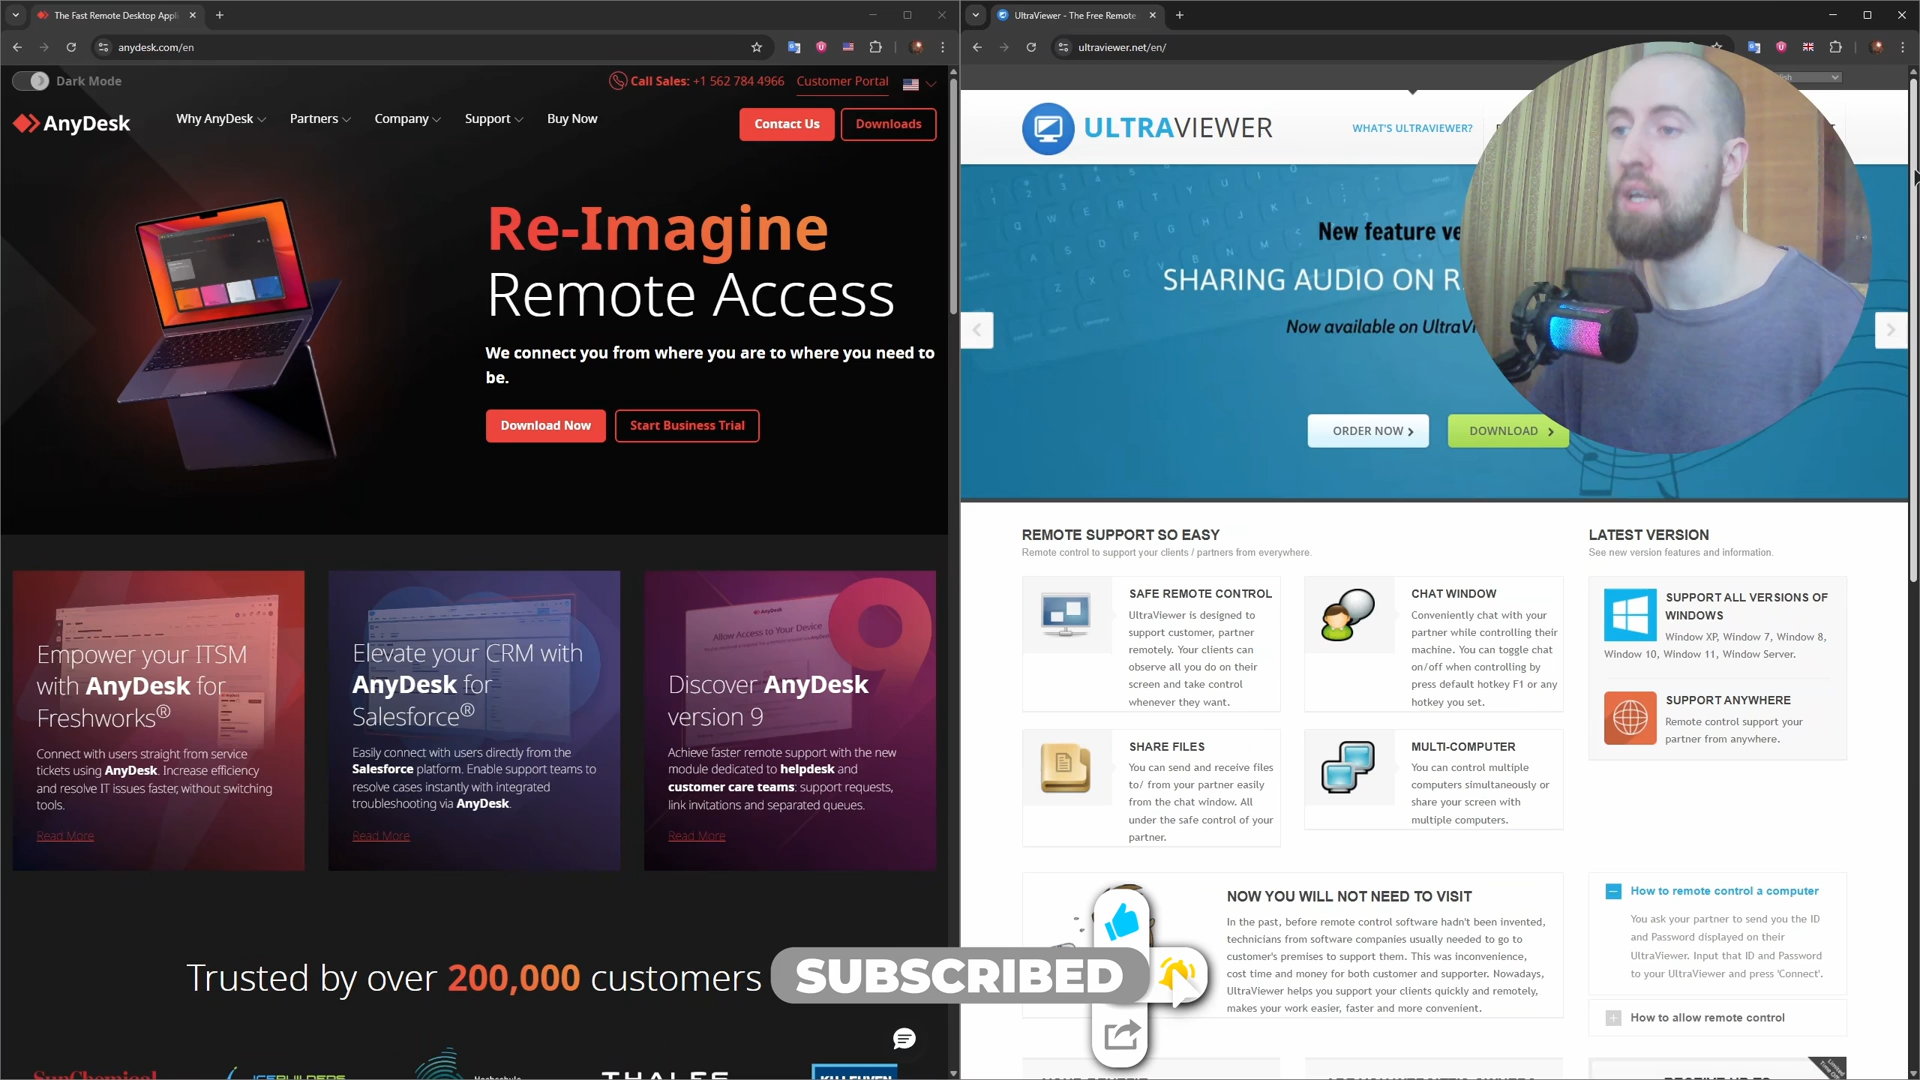 The Fast Remote Desktop Appli
anydesk.com/en
Dark Mode
Call Sales: +1 562 784 4966
Customer Portal
AnyDesk
Why AnyDesk
Partners
Company
Support
Buy Now
Contact Us
Downloads
Re-Imagine
Remote Access
We connect you from where you are to where you need to
be.
Download Now
Start Business Trial
Empower your ITSM
with AnyDesk for
Freshworks®
Connect with users straight from service
tickets using AnyDesk. Increase efficiency
and resolve IT issues faster, without switching
tools.
Read More
Elevate your CRM with
AnyDesk for
Salesforce®
Easily connect with users directly from the
Salesforce platform. Enable support teams to
resolve cases instantly with integrated
troubleshooting via AnyDesk.
Read More
AnyDesk
Allow Access to Your Device
9
Discover AnyDesk
version 9
Achieve faster remote support with the new
module dedicated to helpdesk and
customer care teams: support requests,
link invitations and separated queues.
Read More
Trusted by over 200,000 customers
SunChemical
ICEBUILDERS
Hochschule
THALES
UltraViewer - The Free Remote
ultraviewer.net/en/
ULTRAVIEWER
WHAT'S ULTRAVIEWER?
New feature ve
SHARING AUDIO ON R
Now available on UltraVi
ORDER NOW
DOWNLOAD
REMOTE SUPPORT SO EASY
Remote control to support your clients / partners from everywhere.
SAFE REMOTE CONTROL
UltraViewer is designed to
support customer, partner
remotely. Your clients can
observe all you do on their
screen and take control
whenever they want.
CHAT WINDOW
Conveniently chat with your
partner while controlling their
machine. You can toggle chat
on/off when controlling by
press default hotkey F1 or any
hotkey you set.
SHARE FILES
You can send and receive files
to/ from your partner easily
from the chat window. All
under the safe control of your
partner.
MULTI-COMPUTER
You can control multiple
computers simultaneously or
share your screen with
multiple computers.
LATEST VERSION
See new version features and information.
SUPPORT ALL VERSIONS OF
WINDOWS
Window XP, Window 7, Window 8,
Window 10, Window 11, Window Server.
SUPPORT ANYWHERE
Remote control support your
partner from anywhere.
NOW YOU WILL NOT NEED TO VISIT
In the past, before remote control software hadn't been invented,
technicians from software companies usually needed to go to
customer's premises to support them. This was inconvenience,
cost time and money for both customer and supporter. Nowadays,
UltraViewer helps you support your clients quickly and remotely,
makes your work easier, faster and more convenient.
How to remote control a computer
You ask your partner to send you the ID
and Password displayed on their
UltraViewer. Input that ID and Password
to your UltraViewer and press 'Connect'.
How to allow remote control
SUBSCRIBED